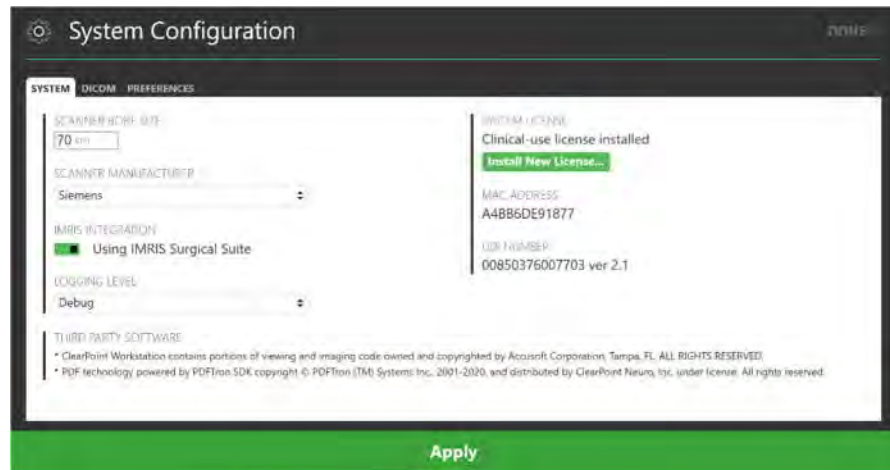 System Configuration
DONE
SYSTEM DICOM PREFERENCES
SCANNER BORE SIZE
70 cm
SCANNER MANUFACTURER
Siemens
IMRIS INTEGRATION
Using IMRIS Surgical Suite
LOGGING LEVEL
Debug
SYSTEM LICENSE
Clinical-use license installed
Install New License...
MAC ADDRESS
A4BB6DE91877
UDI NUMBER
00850376007703 ver 2.1
THIRD PARTY SOFTWARE
* ClearPoint Workstation contains portions of viewing and imaging code owned and copyrighted by Accusoft Corporation, Tampa, FL. ALL RIGHTS RESERVED.
* PDF technology powered by PDFTron SDK copyright © PDFTron (TM) Systems Inc., 2001-2020, and distributed by ClearPoint Neuro, Inc. under license. All rights reserved.
Apply